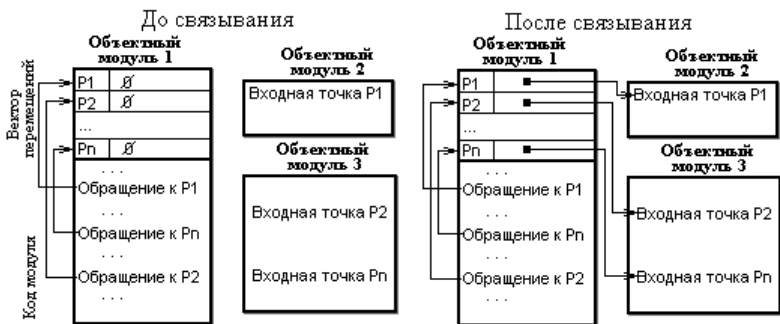 До связывания
Объектный
модуль 1
Вектор
перемещений
P1 Ø
P2 Ø
...
Pn Ø
...
Обращение к P1
...
Обращение к Pn
...
Обращение к P2
...
Код модуля
Объектный
модуль 2
Входная точка P1
Объектный
модуль 3
Входная точка P2
Входная точка Pn
После связывания
Объектный
модуль 1
P1
P2
...
Pn
...
Обращение к P1
...
Обращение к Pn
...
Обращение к P2
...
Объектный
модуль 2
Входная точка P1
Объектный
модуль 3
Входная точка P2
Входная точка Pn